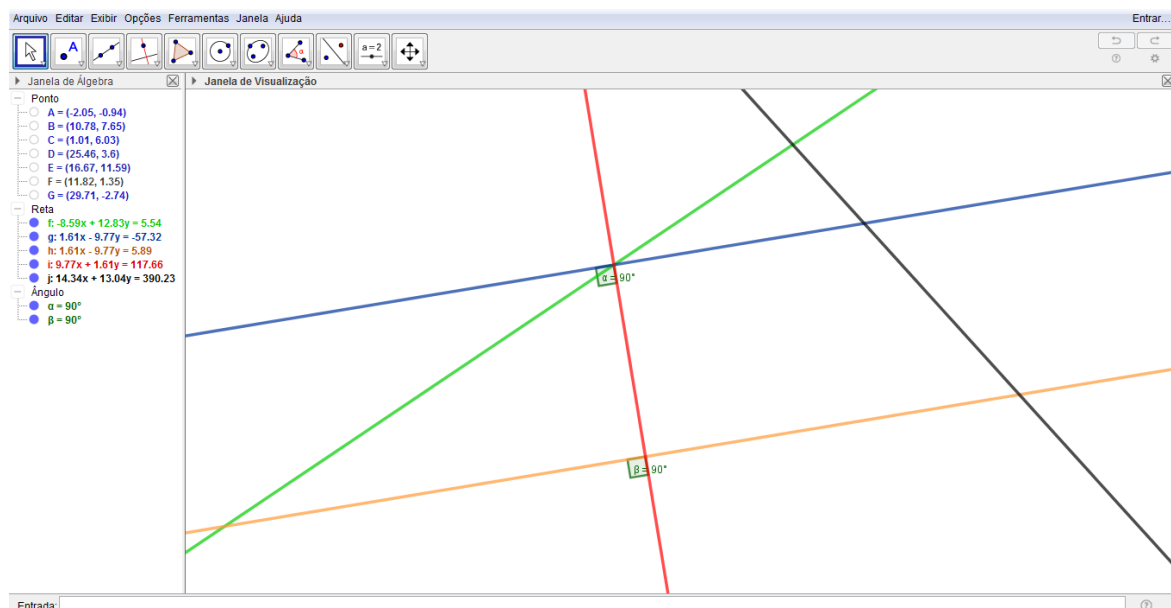 Arquivo Editar Exibir Opções Ferramentas Janela Ajuda Entrar...
A α a=2
Janela de Álgebra
Janela de Visualização
Ponto
A = (-2.05, -0.94)
B = (10.78, 7.65)
C = (1.01, 6.03)
D = (25.46, 3.6)
E = (16.67, 11.59)
F = (11.82, 1.35)
G = (29.71, -2.74)
Reta
f: -8.59x + 12.83y = 5.54
g: 1.61x - 9.77y = -57.32
h: 1.61x - 9.77y = 5.89
i: 9.77x + 1.61y = 117.66
j: 14.34x + 13.04y = 390.23
Ângulo
α = 90°
β = 90°
α = 90°
β = 90°
Entrada: